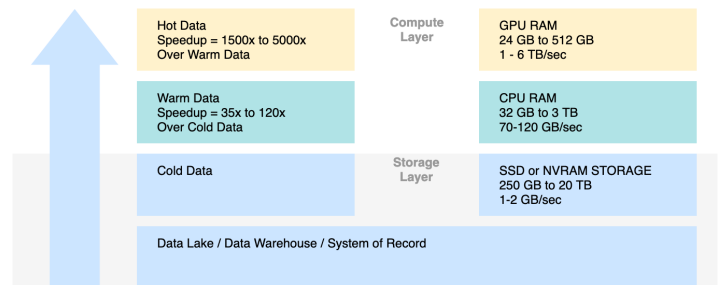 Hot Data
Speedup = 1500x to 5000x
Over Warm Data
Compute
Layer
GPU RAM
24 GB to 512 GB
1 - 6 TB/sec
Warm Data
Speedup = 35x to 120x
Over Cold Data
CPU RAM
32 GB to 3 TB
70-120 GB/sec
Cold Data
Storage
Layer
SSD or NVRAM STORAGE
250 GB to 20 TB
1-2 GB/sec
Data Lake / Data Warehouse / System of Record